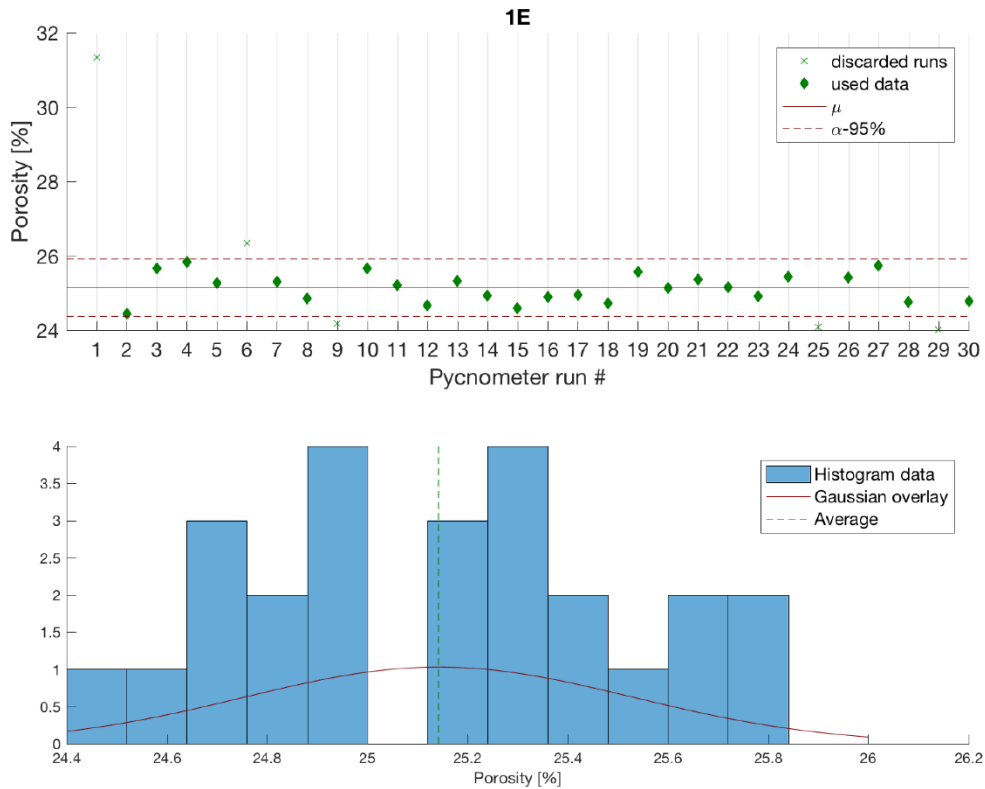 1E
32
30
28
26
24
Porosity [%]
discarded runs
used data
μ
α-95%
1 2 3 4 5 6 7 8 9 10 11 12 13 14 15 16 17 18 19 20 21 22 23 24 25 26 27 28 29 30
Pycnometer run #
4
3.5
3
2.5
2
1.5
1
0.5
0
Histogram data
Gaussian overlay
Average
24.4 24.6 24.8 25 25.2 25.4 25.6 25.8 26 26.2
Porosity [%]